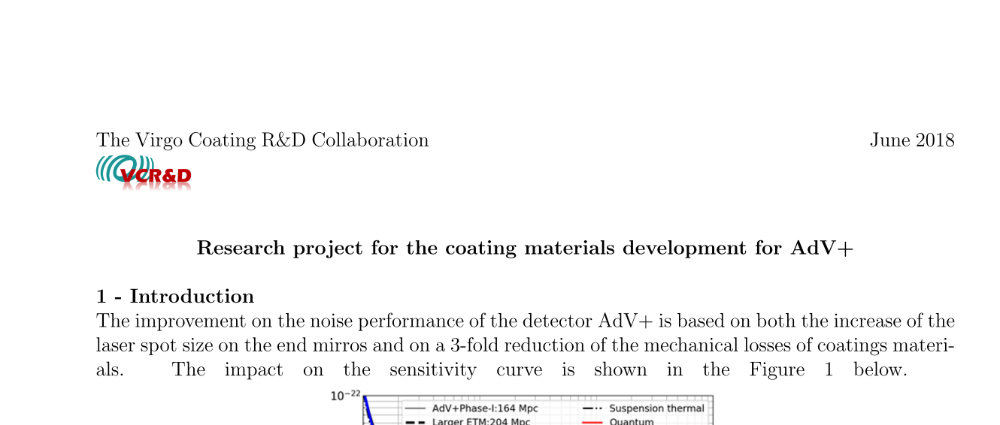 The Virgo Coating R&D Collaboration June 2018
VCR&D
Research project for the coating materials development for AdV+
1 - Introduction
The improvement on the noise performance of the detector AdV+ is based on both the increase of the
laser spot size on the end mirros and on a 3-fold reduction of the mechanical losses of coatings materi-
als. The impact on the sensitivity curve is shown in the Figure 1 below.
10−22
AdV+Phase-I:164 Mpc Suspension thermal
Larger ETM:204 Mpc Quantum